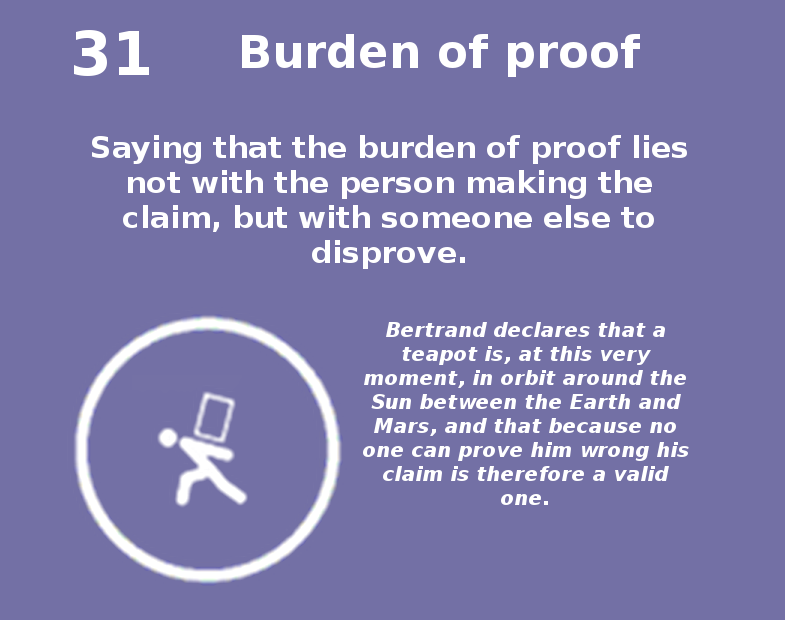 31 Burden of proof
Saying that the burden of proof lies
not with the person making the
claim, but with someone else to
disprove.
Bertrand declares that a
teapot is, at this very
moment, in orbit around the
Sun between the Earth and
Mars, and that because no
one can prove him wrong his
claim is therefore a valid
one.